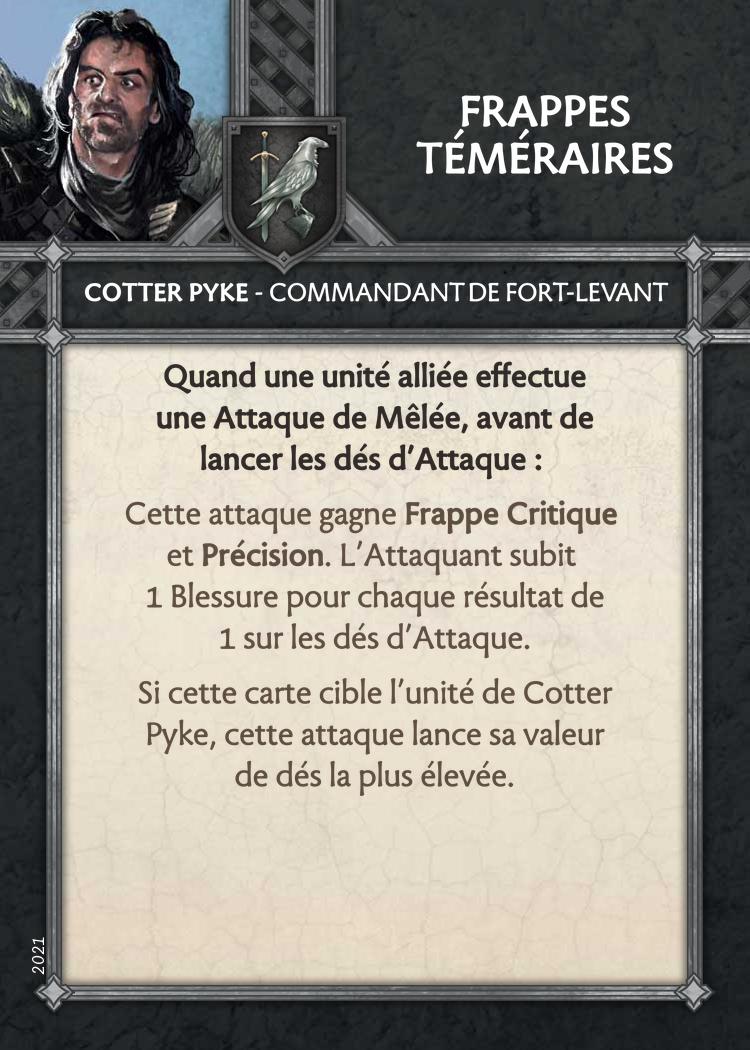 FRAPPES
TÉMÉRAIRES
COTTER PYKE - COMMANDANT DE FORT-LEVANT
Quand une unité alliée effectue
une Attaque de Mêlée, avant de
lancer les dés d'Attaque :
Cette attaque gagne Frappe Critique
et Précision. L'Attaquant subit
1 Blessure pour chaque résultat de
1 sur les dés d'Attaque.
Si cette carte cible l'unité de Cotter
Pyke, cette attaque lance sa valeur
de dés la plus élevée.
2021